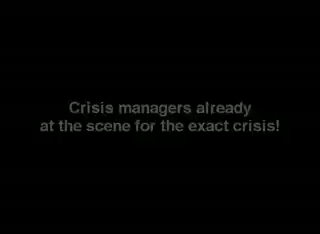 Crisis managers already
at the scene for the exact crisis!